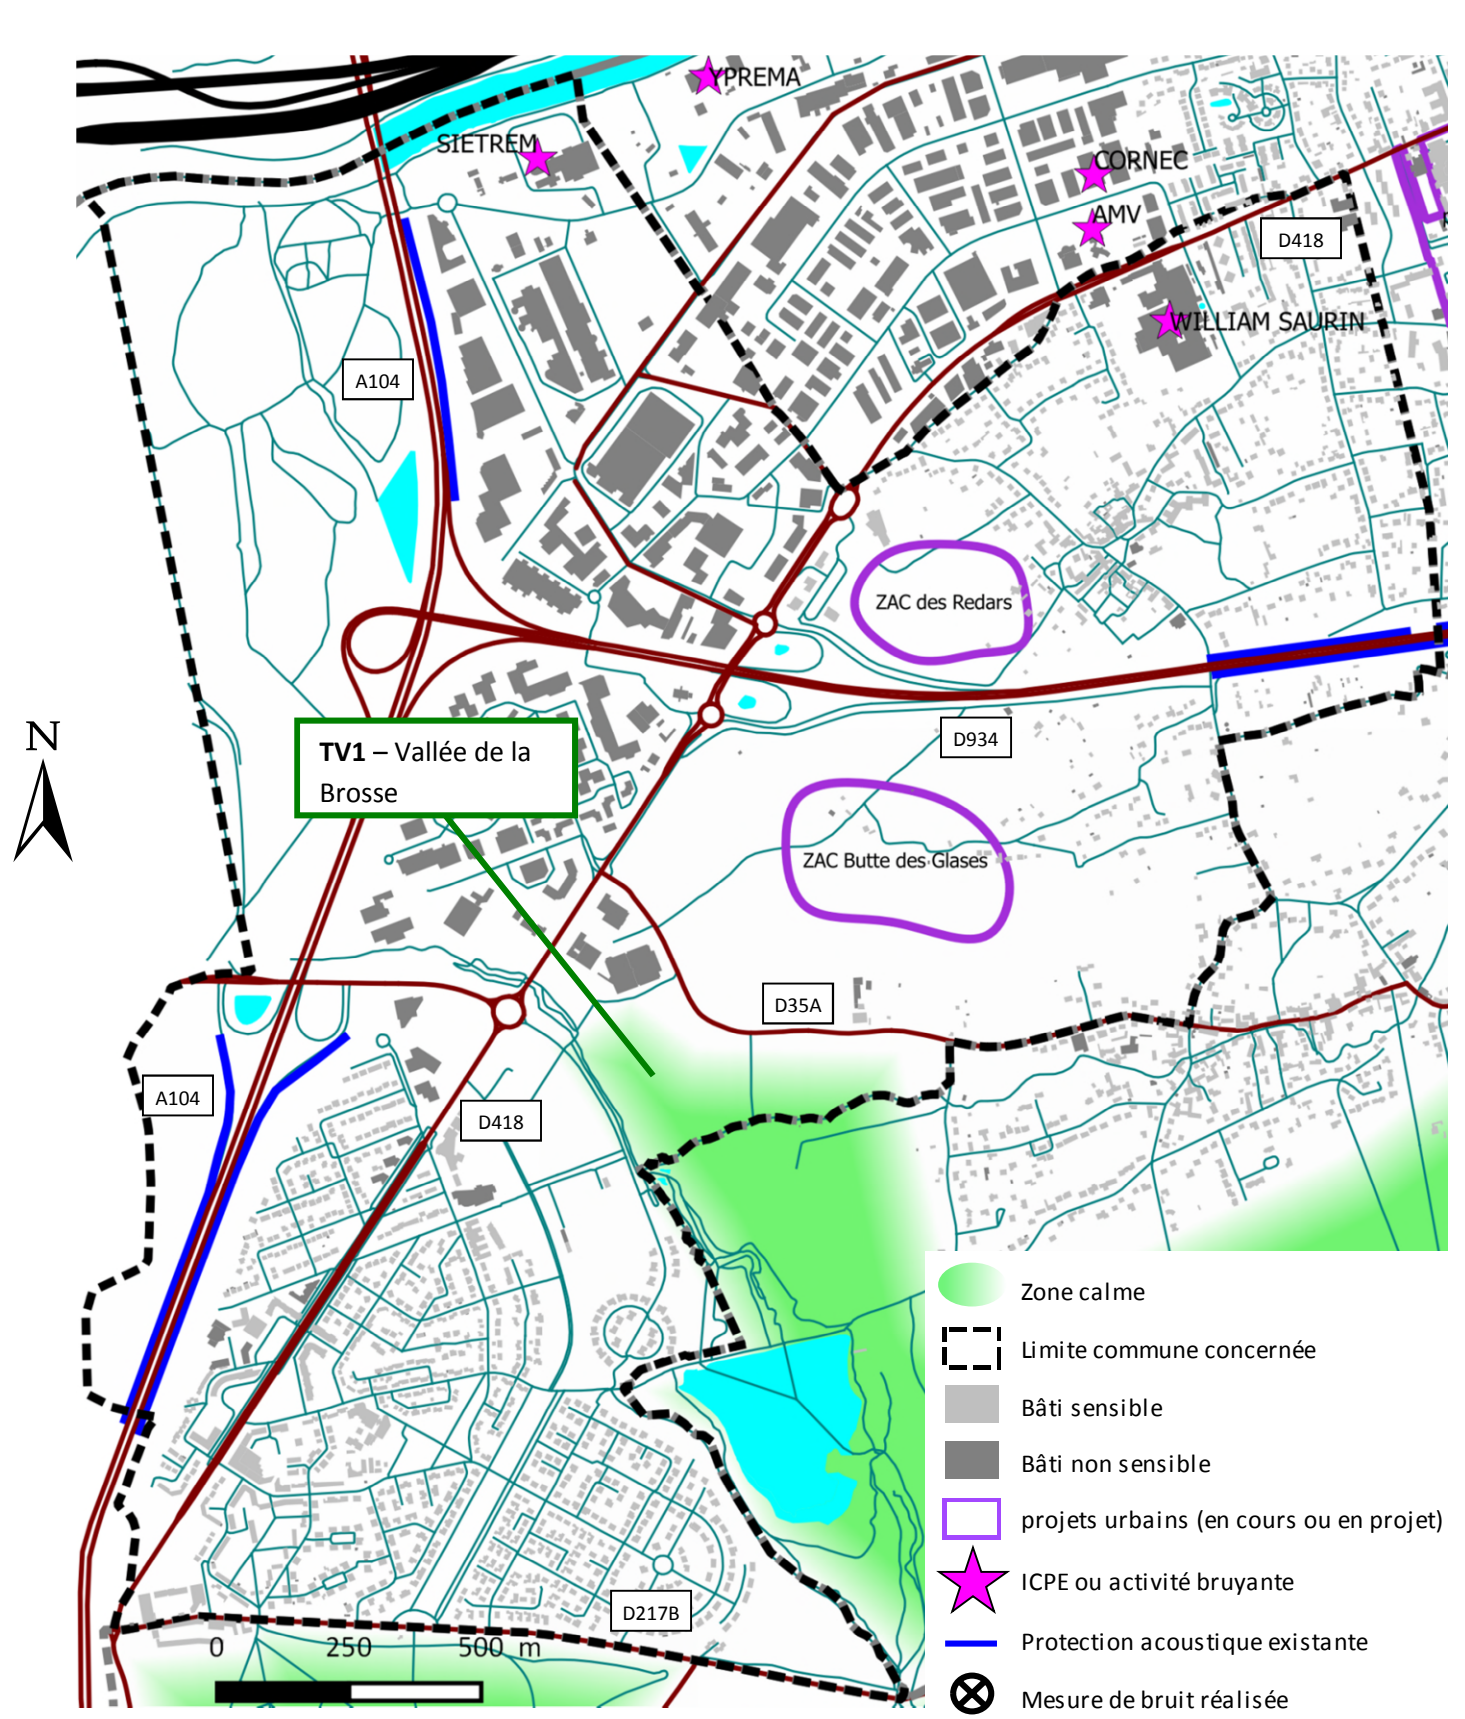 YPREMA
SIETREM
CORNEC
AMV
D418
WILLIAM SAURIN
A104
ZAC des Redars
N
TV1 – Vallée de la
Brosse
D934
ZAC Butte des Glases
D35A
A104
D418
Zone calme
Limite commune concernée
Bâti sensible
Bâti non sensible
projets urbains (en cours ou en projet)
ICPE ou activité bruyante
D217B
0 250 500 m
Protection acoustique existante
Mesure de bruit réalisée